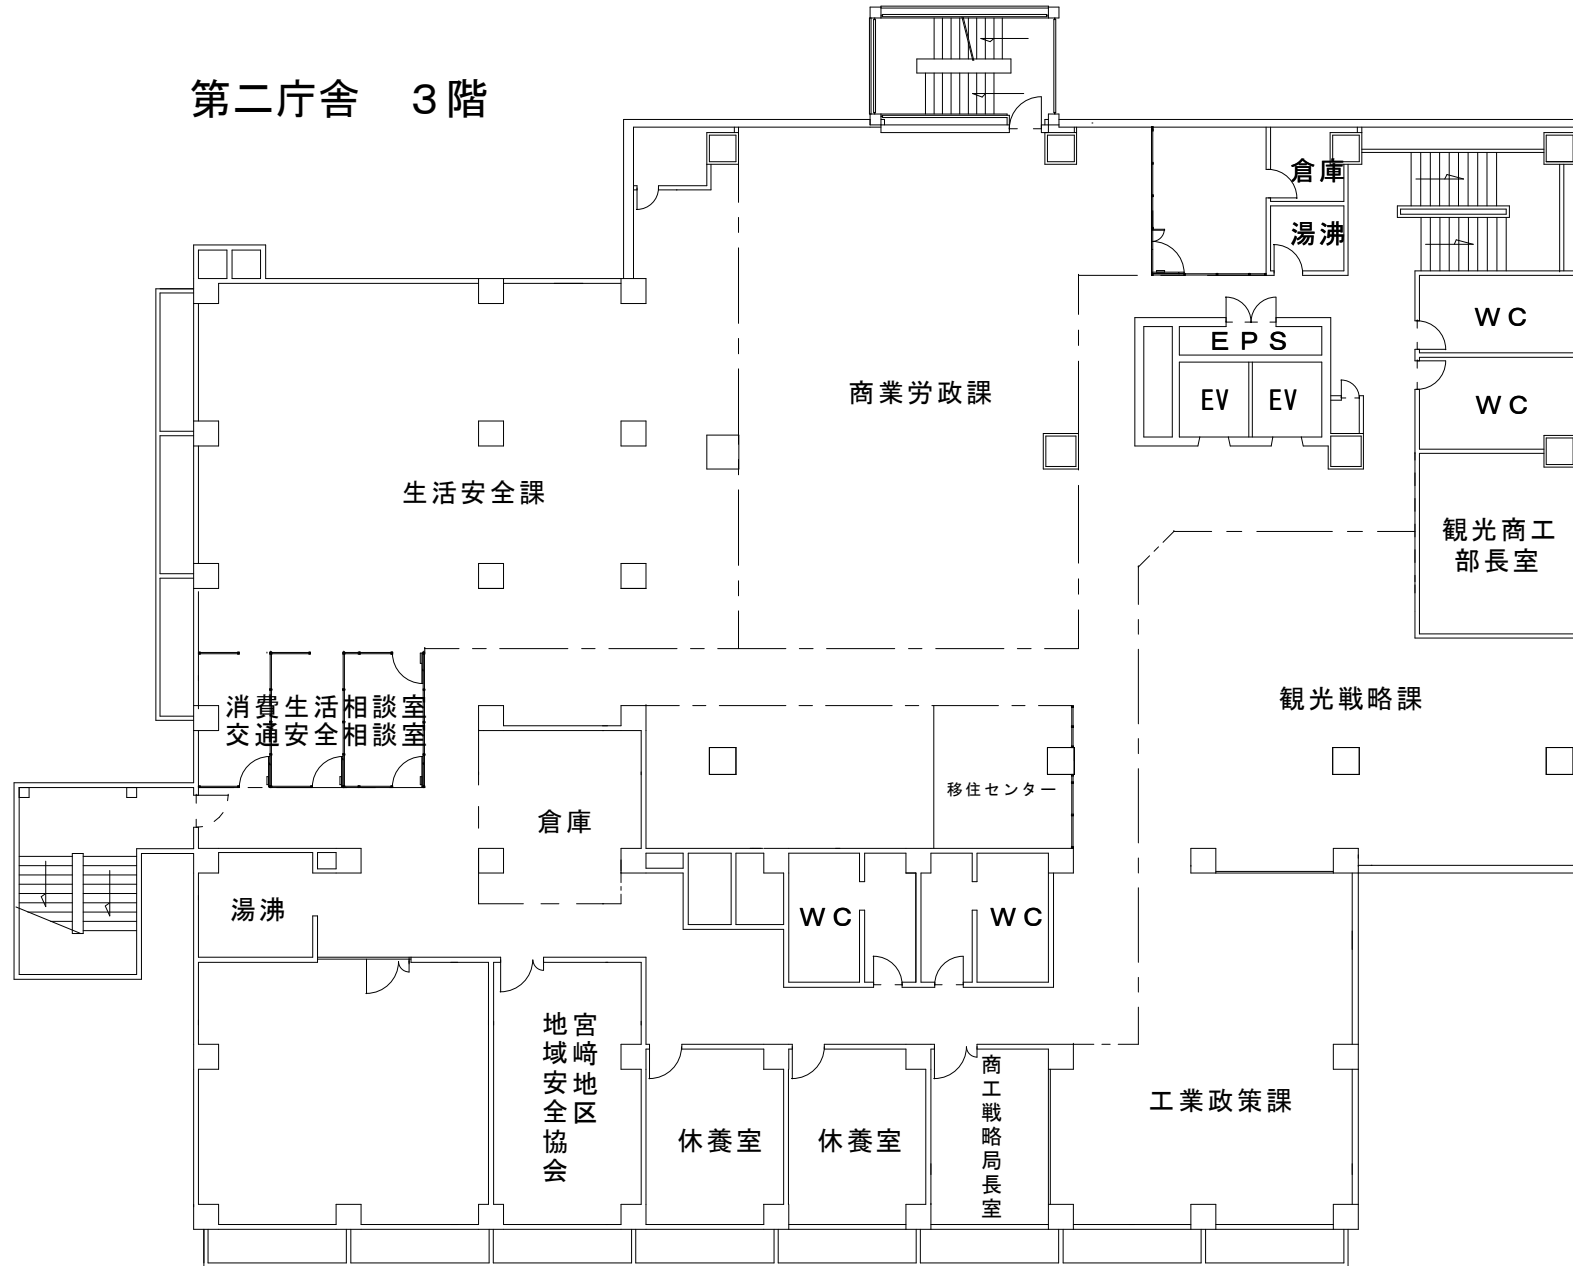 第二庁舎　３階
倉庫
湯沸
ＷＣ
ＥＰＳ
商業労政課
EV
EV
ＷＣ
生活安全課
観光商工
部長室
観光戦略課
消費生活相談室
交通安全相談室
移住センター
倉庫
湯沸
ＷＣ
ＷＣ
宮﨑地区
地域安全協会
商工戦略局長室
工業政策課
休養室
休養室